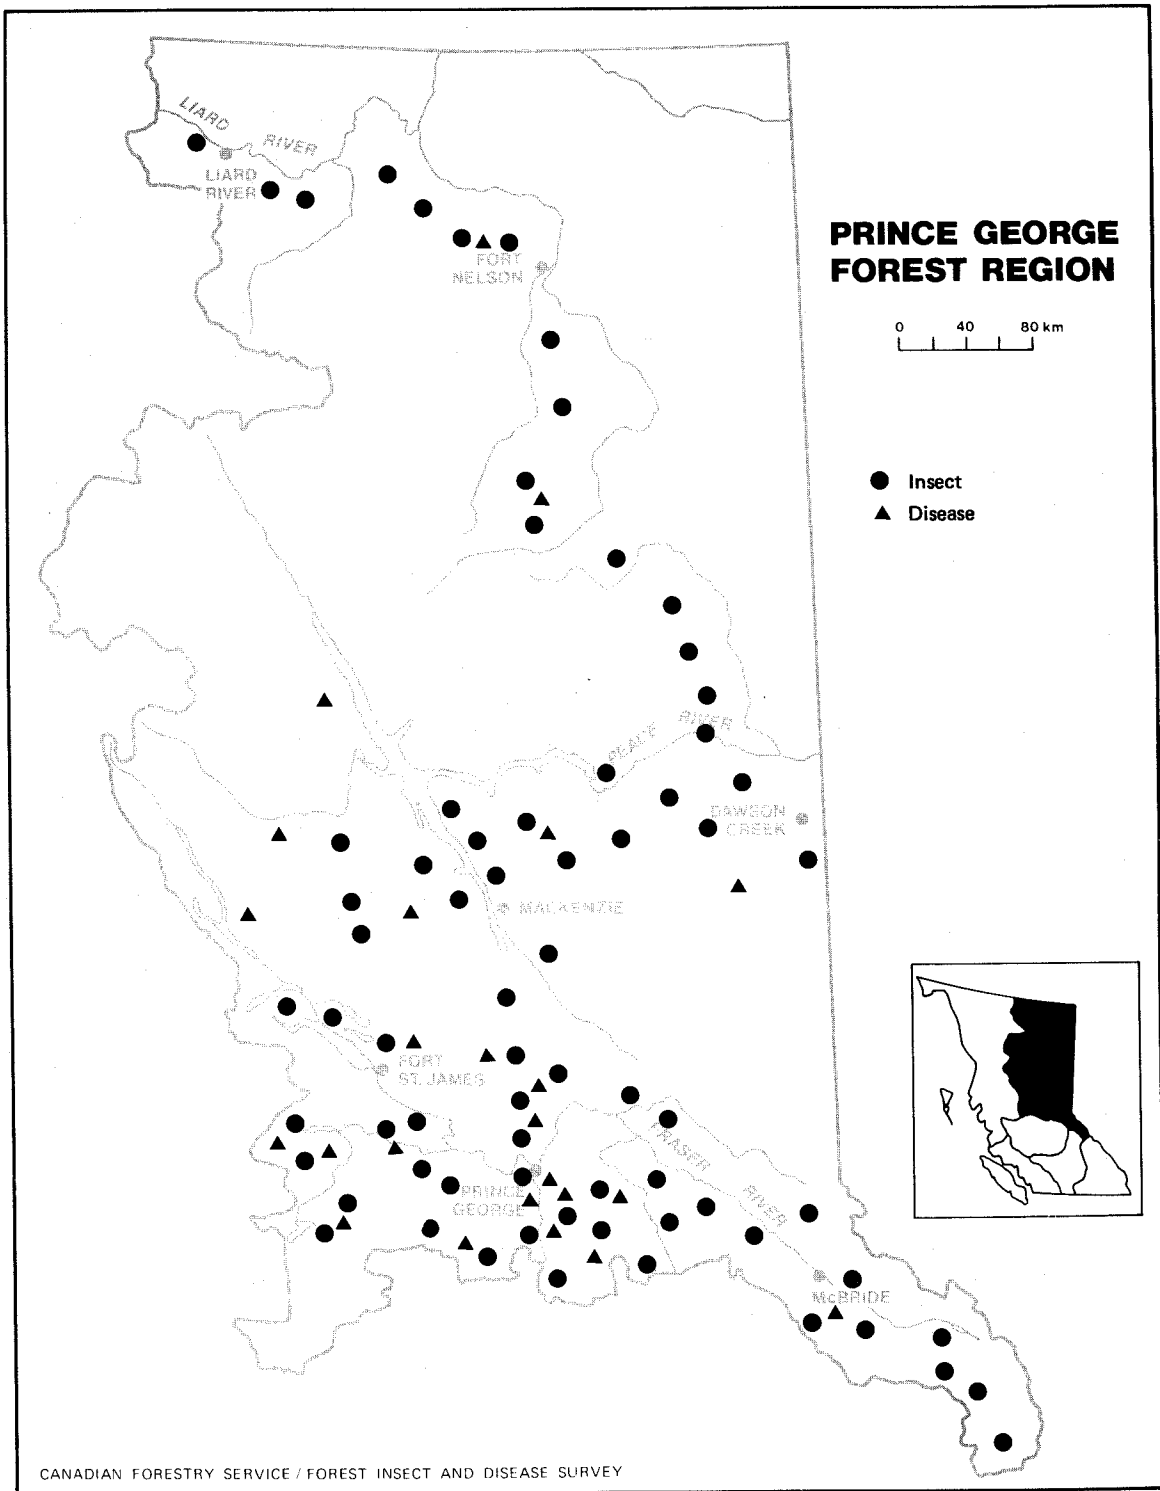 LIARD
RIVER
LIARD
RIVER
FORT
NELSON
PRINCE GEORGE
FOREST REGION
0 40 80 km
Insect
Disease
PEACE RIVER
DAWSON
CREEK
MACKENZIE
FORT
ST. JAMES
FRASER
RIVER
PRINCE
GEORGE
McBRIDE
CANADIAN FORESTRY SERVICE / FOREST INSECT AND DISEASE SURVEY